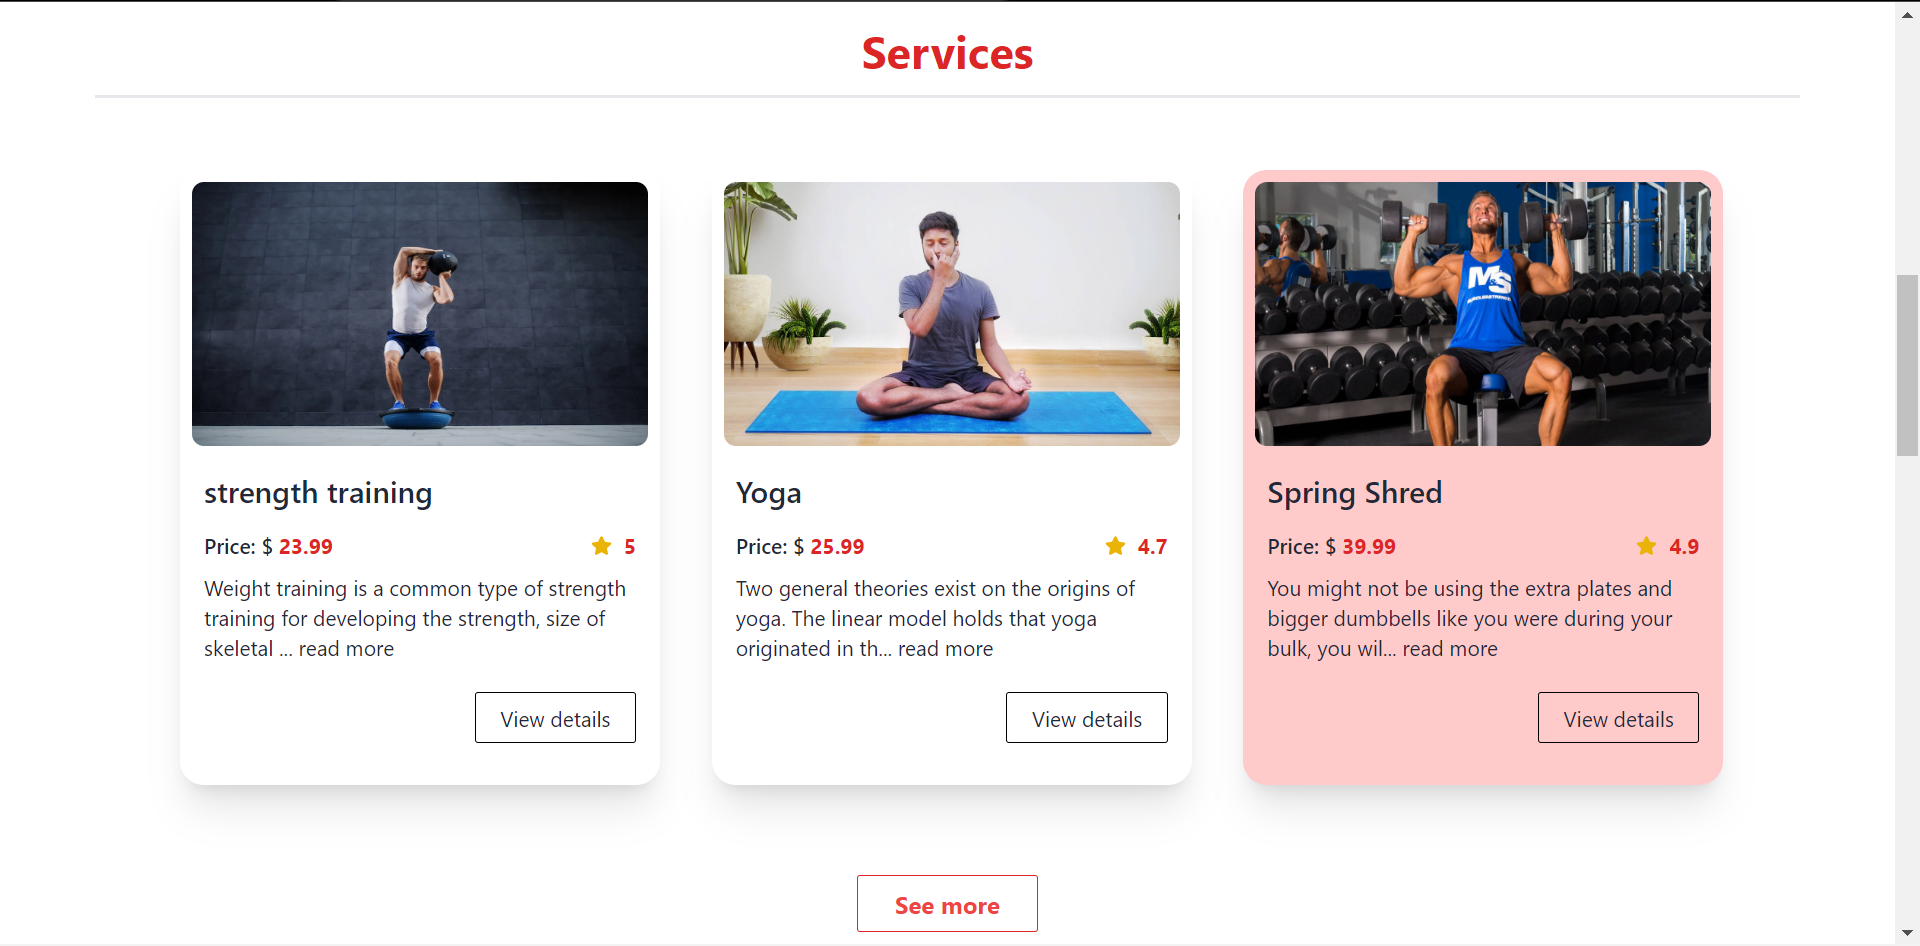 Services
M&S
strength training
Price: $ 23.99 5
Weight training is a common type of strength
training for developing the strength, size of
skeletal ... read more
View details
Yoga
Price: $ 25.99 4.7
Two general theories exist on the origins of
yoga. The linear model holds that yoga
originated in th... read more
View details
Spring Shred
Price: $ 39.99 4.9
You might not be using the extra plates and
bigger dumbbells like you were during your
bulk, you wil... read more
View details
See more